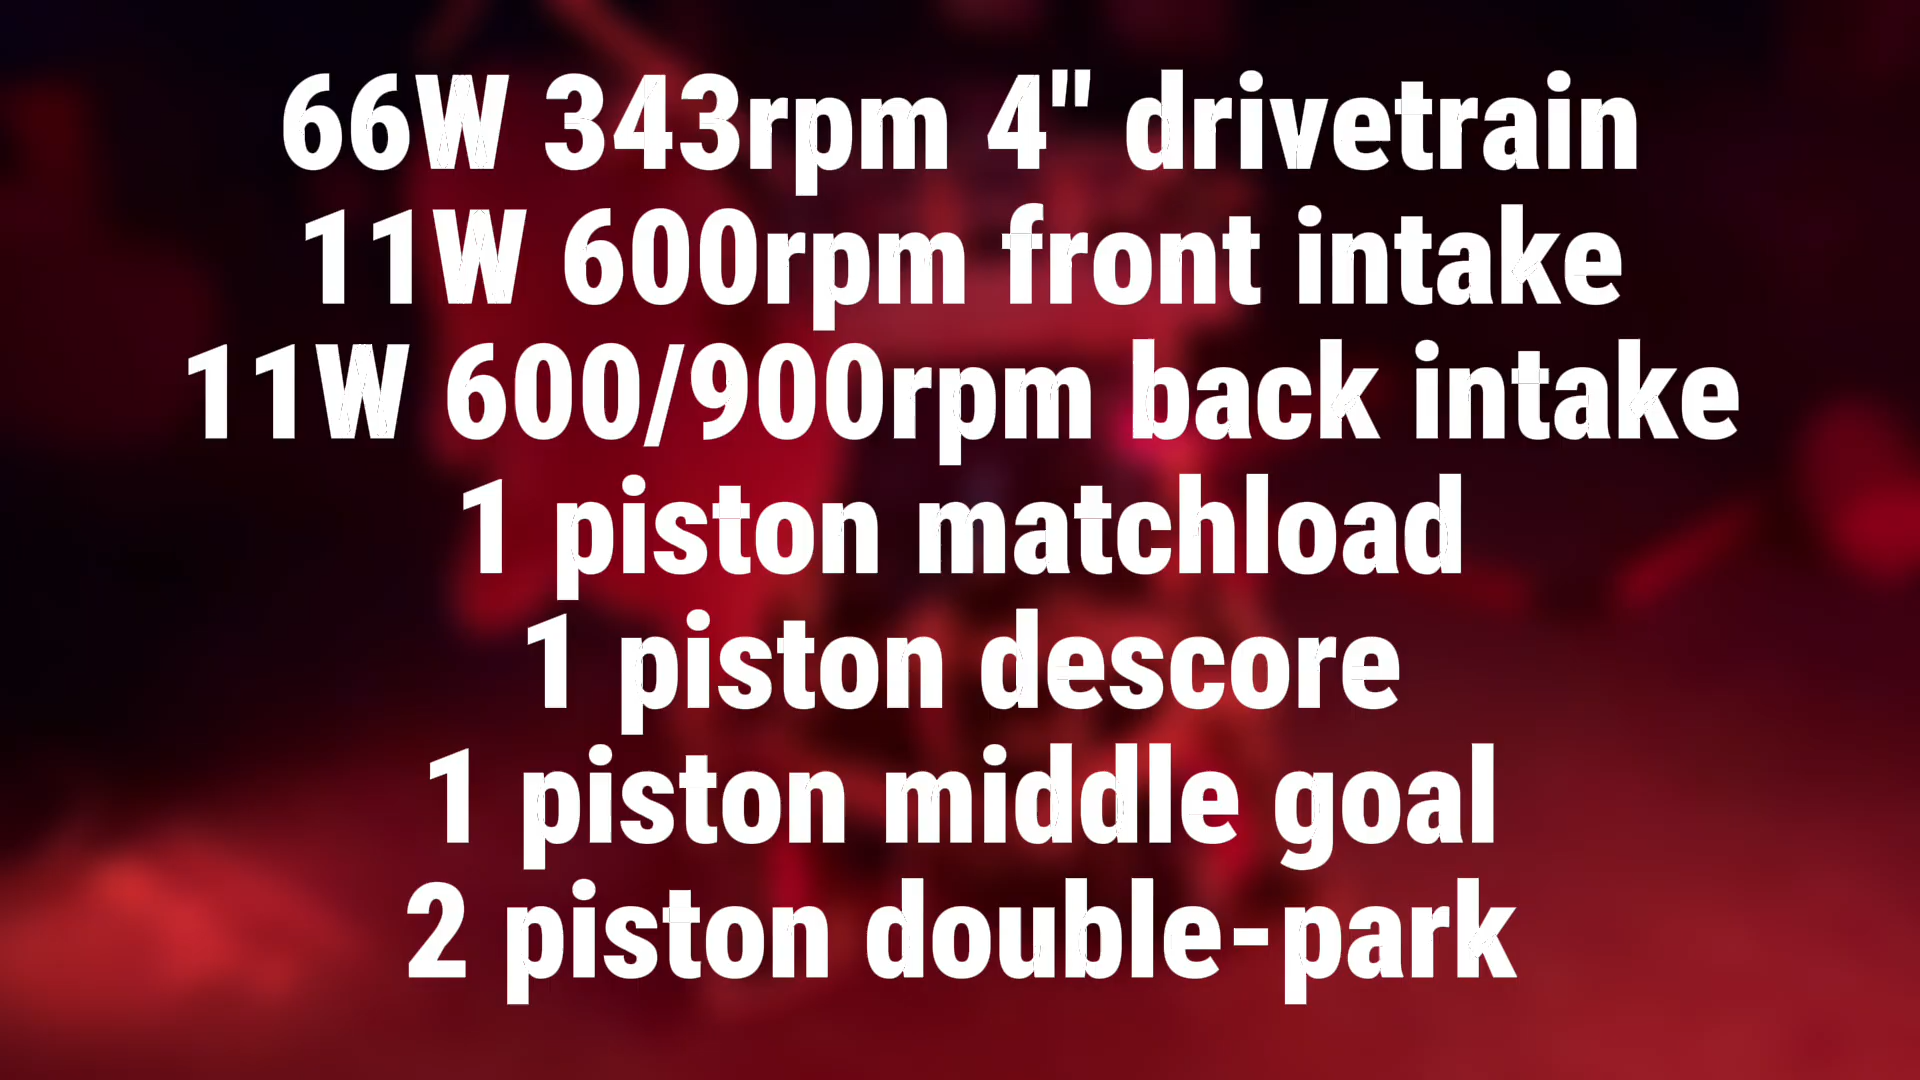 66W 343rpm 4" drivetrain
11W 600rpm front intake
11W 600/900rpm back intake
1 piston matchload
1 piston descore
1 piston middle goal
2 piston double-park